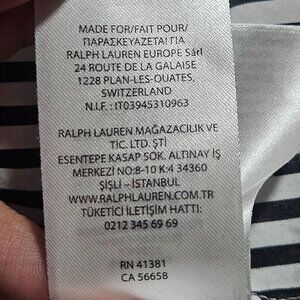 MADE FOR/FAIT POUR/
ΠΑΡΑΣΚΕΥΑΖΕΤΑΙ ΓΙΑ
RALPH LAUREN EUROPE Sárl
24 ROUTE DE LA GALAISE
1228 PLAN-LES-OUATES,
SWITZERLAND
N.I.F. : IT03945310963
RALPH LAUREN MAĞAZACILIK VE
TİC. LTD. ŞTİ
ESENTEPE KASAP SOK. ALTINAY İŞ
MERKEZİ NO:8-10 K:4 34360
ŞİŞLİ - İSTANBUL
WWW.RALPHLAUREN.COM.TR
TÜKETİCİ İLETİŞİM HATTI:
0212 345 69 69
RN 41381
CA 56658